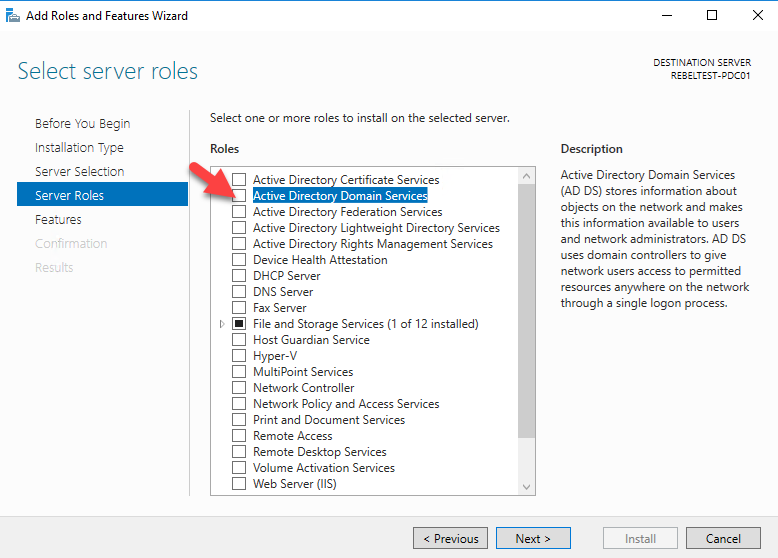 Add Roles and Features Wizard
Select server roles
DESTINATION SERVER
REBELTEST-PDC01
Before You Begin
Installation Type
Server Selection
Server Roles
Features
Confirmation
Results
Select one or more roles to install on the selected server.
Roles
Active Directory Certificate Services
Active Directory Domain Services
Active Directory Federation Services
Active Directory Lightweight Directory Services
Active Directory Rights Management Services
Device Health Attestation
DHCP Server
DNS Server
Fax Server
File and Storage Services (1 of 12 installed)
Host Guardian Service
Hyper-V
MultiPoint Services
Network Controller
Network Policy and Access Services
Print and Document Services
Remote Access
Remote Desktop Services
Volume Activation Services
Web Server (IIS)
Description
Active Directory Domain Services
(AD DS) stores information about
objects on the network and makes
this information available to users
and network administrators. AD DS
uses domain controllers to give
network users access to permitted
resources anywhere on the network
through a single logon process.
< Previous
Next >
Install
Cancel